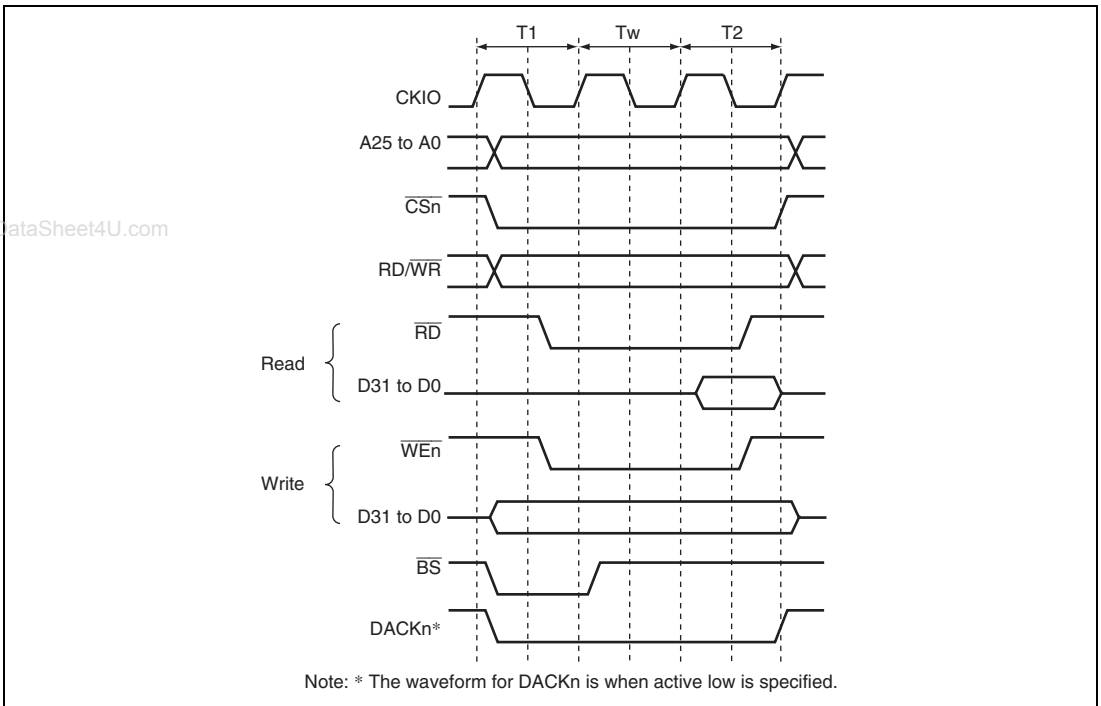 T1 Tw T2
CKIO
A25 to A0
CSn
DataSheet4U.com
RD/WR
RD
Read
D31 to D0
WEn
Write
D31 to D0
BS
DACKn*
Note: * The waveform for DACKn is when active low is specified.